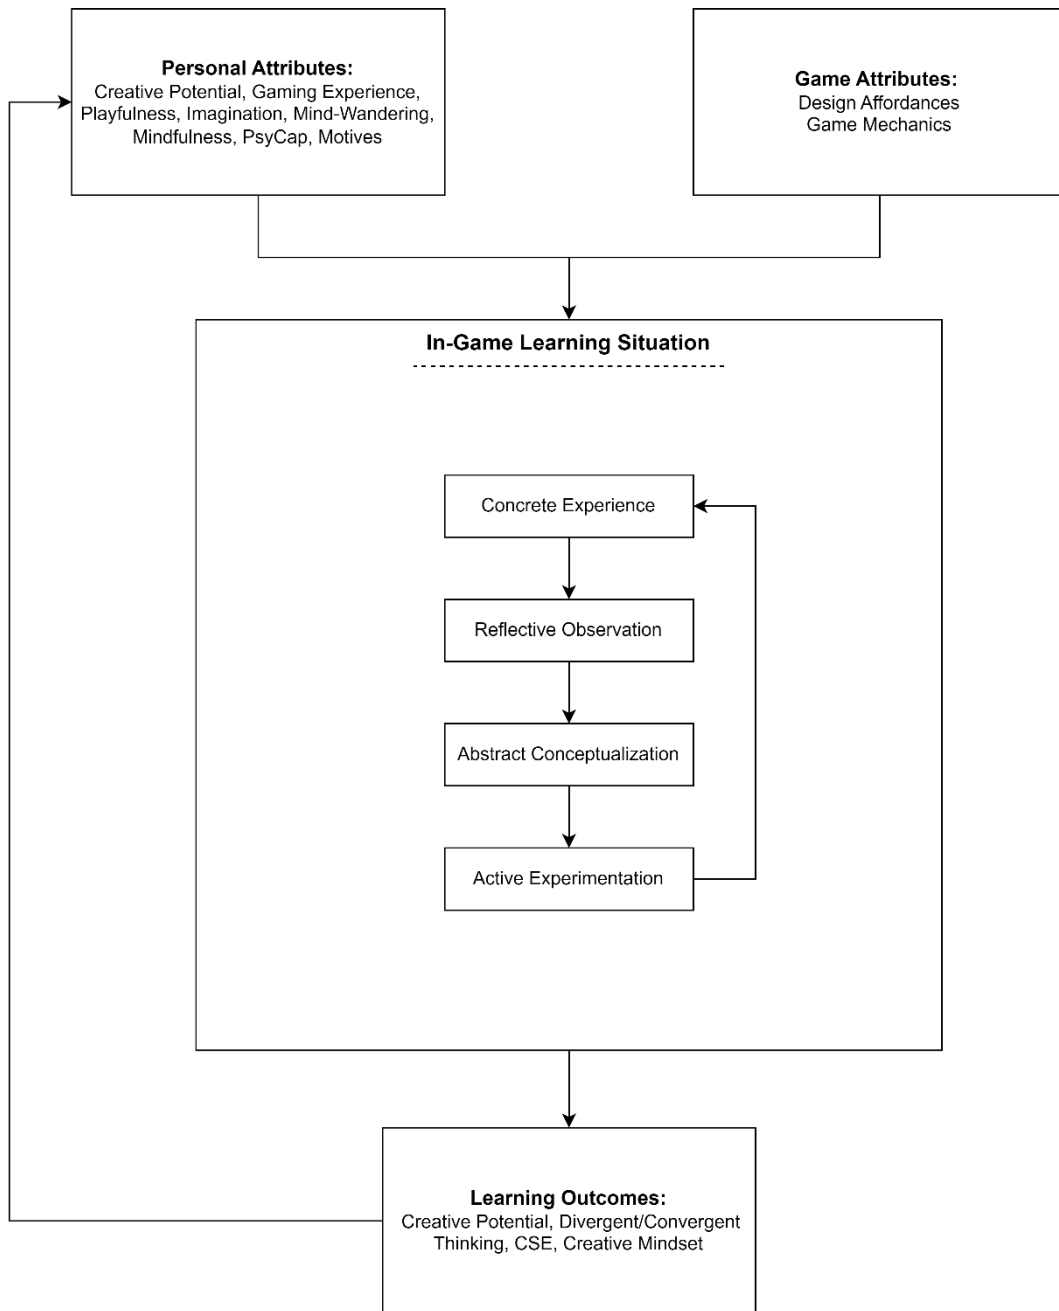 Personal Attributes:
Creative Potential, Gaming Experience,
Playfulness, Imagination, Mind-Wandering,
Mindfulness, PsyCap, Motives
Game Attributes:
Design Affordances
Game Mechanics
In-Game Learning Situation
Concrete Experience
Reflective Observation
Abstract Conceptualization
Active Experimentation
Learning Outcomes:
Creative Potential, Divergent/Convergent
Thinking, CSE, Creative Mindset